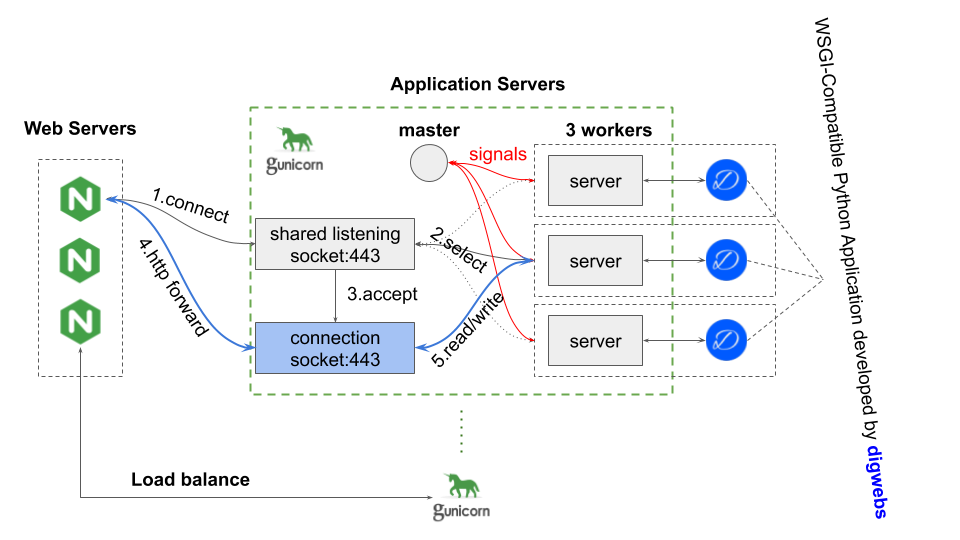 Application Servers
Web Servers
gunicorn
master
3 workers
signals
server
1.connect
shared listening
socket:443
2.select
server
4.http forward
3.accept
connection
socket:443
5.read/write
server
WSGI-Compatible Python Application developed by digwebs
Load balance
gunicorn